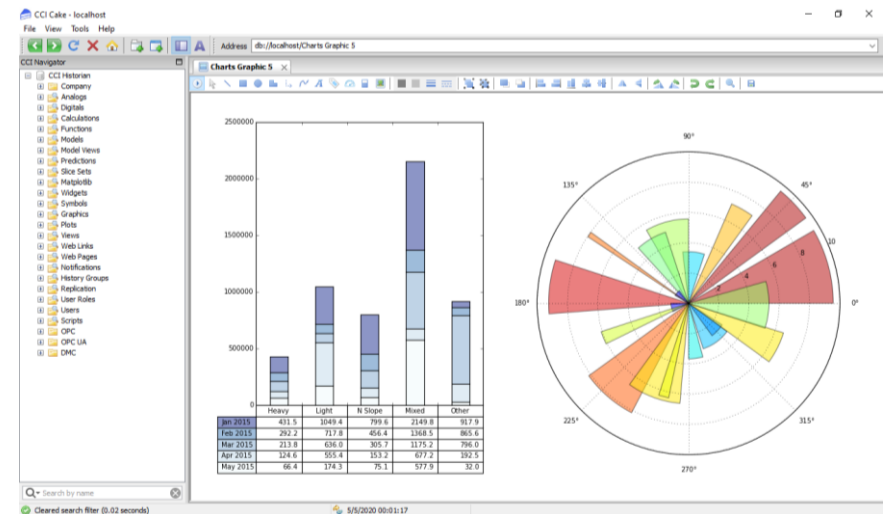 CCI Cake - localhost
File View Tools Help
Address db://localhost/Charts Graphic 5
CCI Navigator
Charts Graphic 5
CCI Historian
Company
Analogs
Digitals
Calculations
Functions
Models
Model Views
Predictions
Slice Sets
Matplotlib
Widgets
Symbols
Graphics
Plots
Views
Web Links
Web Pages
Notifications
History Groups
Replication
User Roles
Users
Scripts
OPC
OPC UA
DMC
2500000
2000000
1500000
1000000
500000
0
Heavy Light N Slope Mixed Other
Jan 2015 431.5 1049.4 799.6 2149.8 917.9
Feb 2015 292.2 717.8 456.4 1368.5 865.6
Mar 2015 213.8 636.0 305.7 1175.2 796.0
Apr 2015 124.6 555.4 153.2 677.2 192.5
May 2015 66.4 174.3 75.1 577.9 32.0
90°
135° 45°
10
8
6
4
2
180° 0°
225° 315°
270°
Search by name
Cleared search filter (0.02 seconds) 5/5/2020 00:01:17